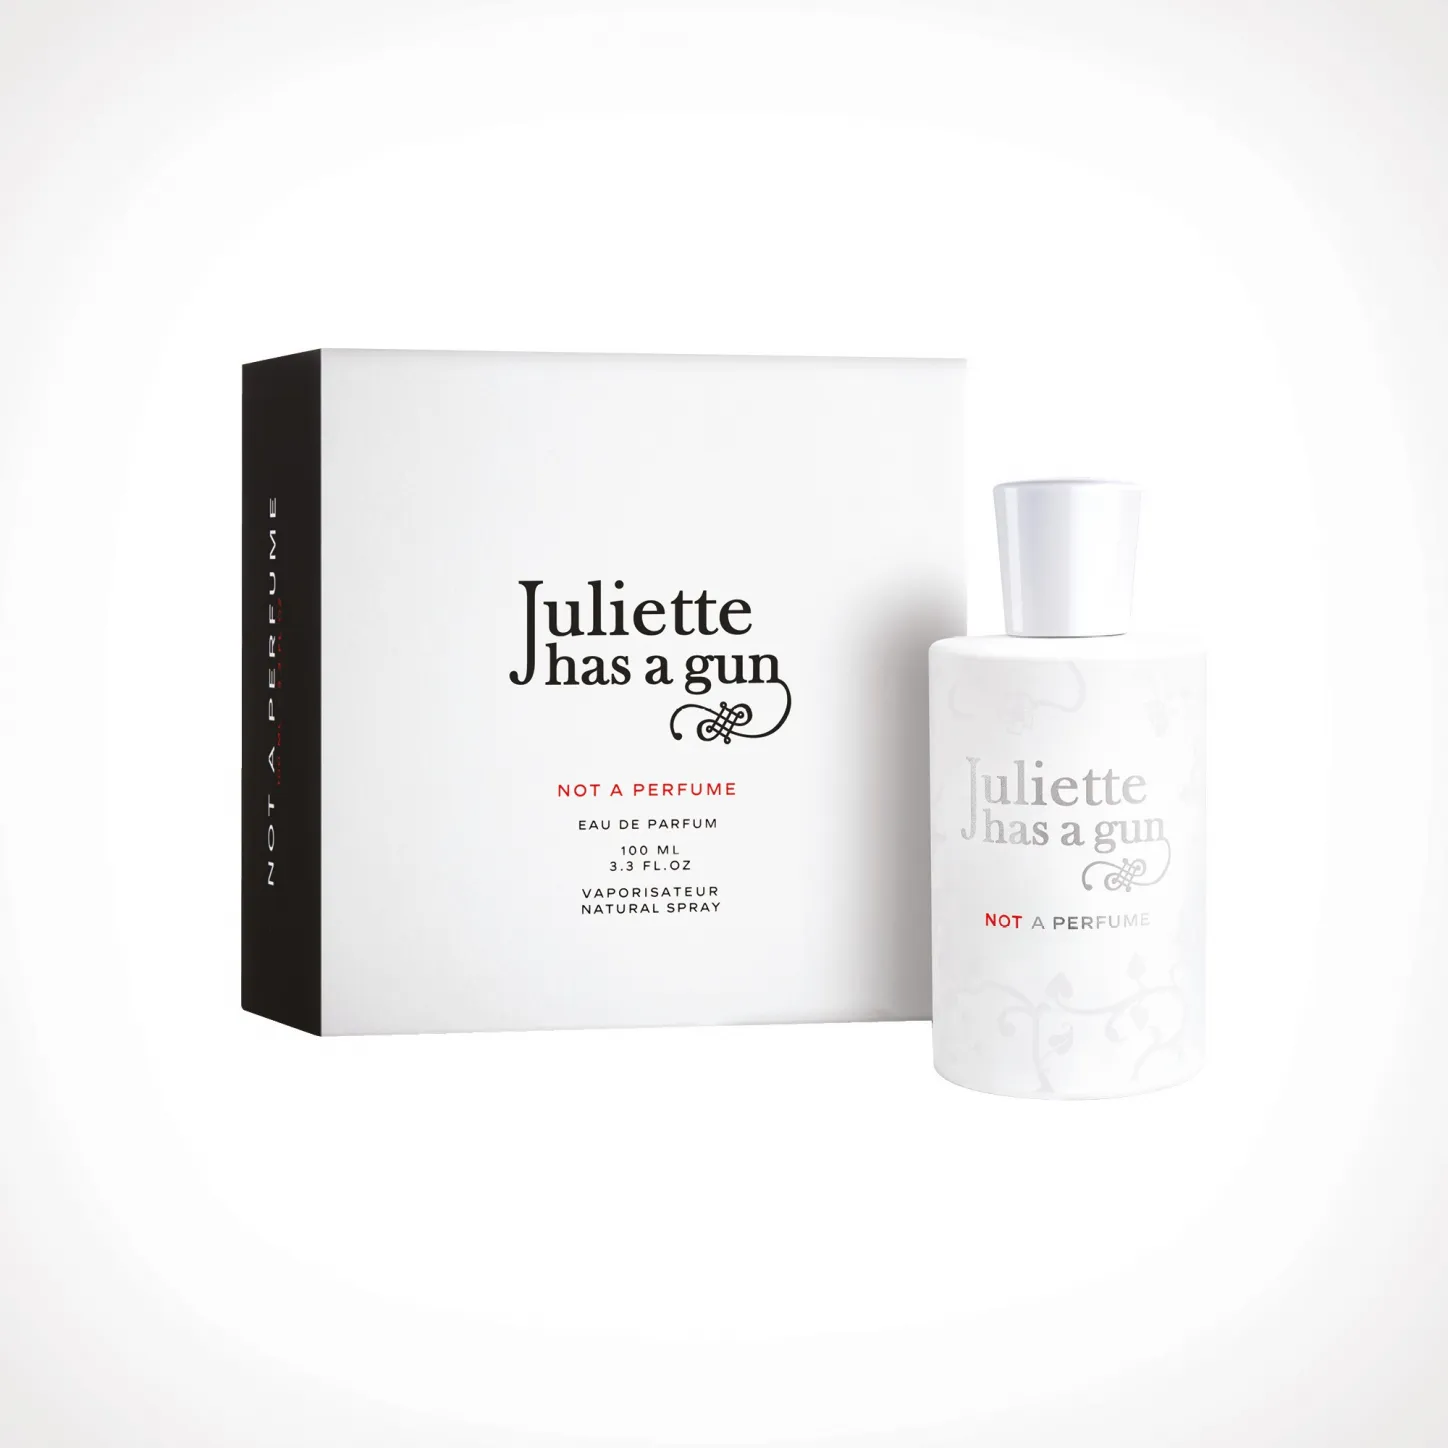 NOT A PERFUME
Juliette
has a gun
NOT A PERFUME
EAU DE PARFUM
100 ML
3.3 FL.OZ
VAPORISATEUR
NATURAL SPRAY
Juliette
has a gun
NOT A PERFUME